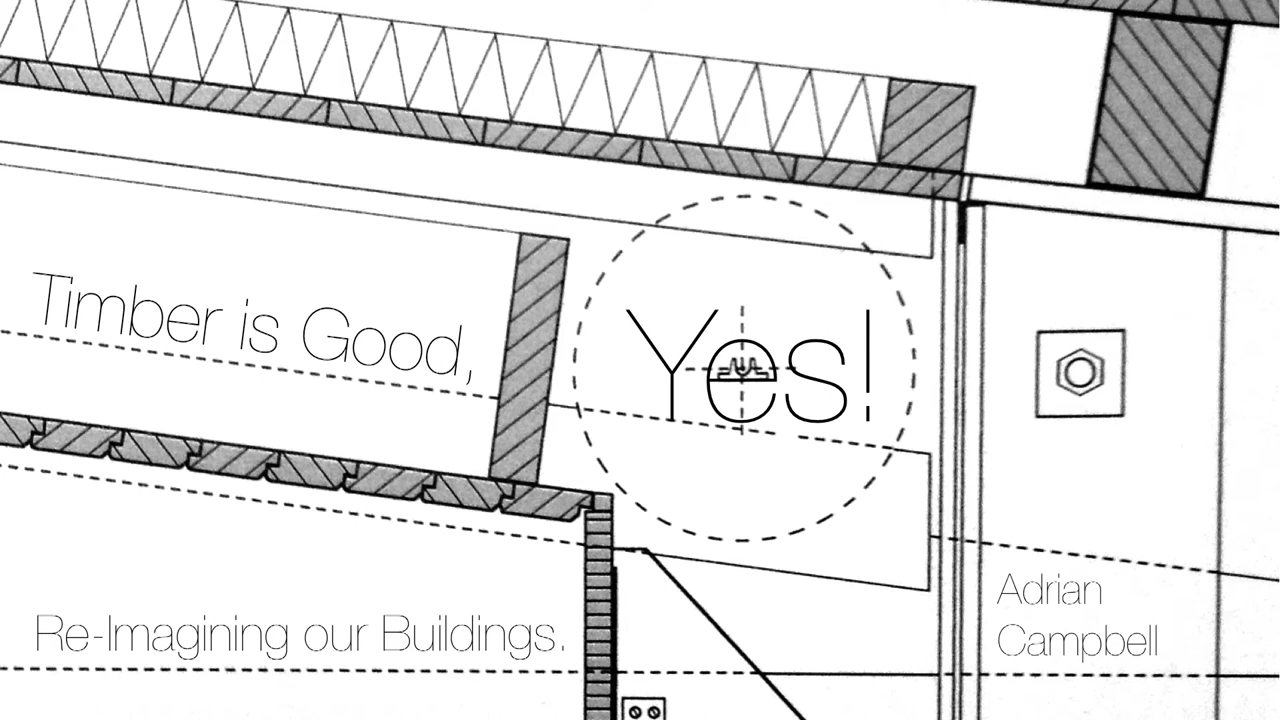 Timber is Good,
Yes!
Re-Imagining our Buildings.
Adrian
Campbell